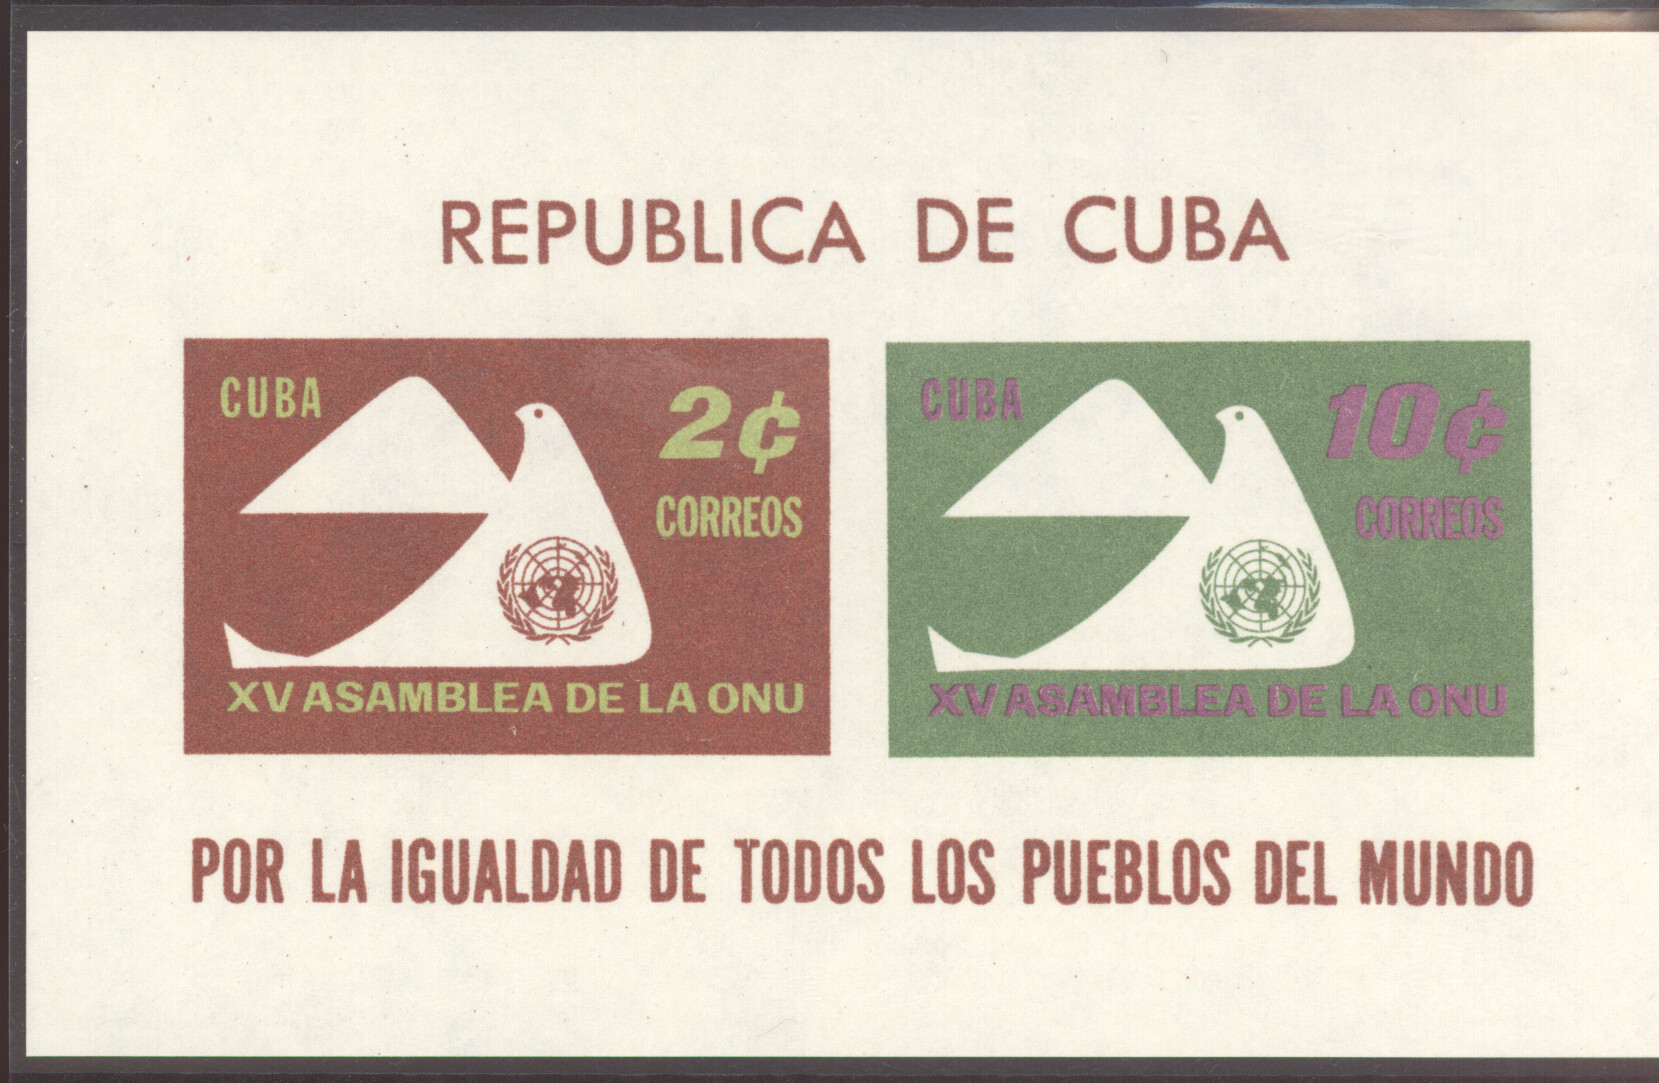 REPUBLICA DE CUBA
CUBA
2¢
CORREOS
XV ASAMBLEA DE LA ONU
CUBA
10¢
CORREOS
XV ASAMBLEA DE LA ONU
POR LA IGUALDAD DE TODOS LOS PUEBLOS DEL MUNDO